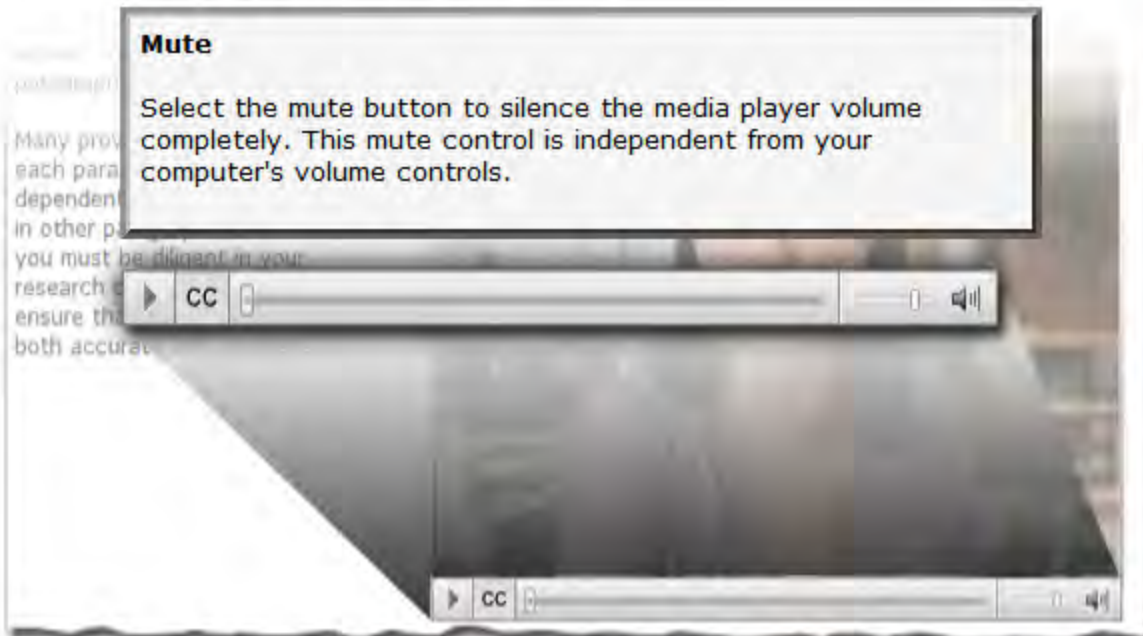 Mute
Select the mute button to silence the media player volume
completely. This mute control is independent from your
computer's volume controls.
Many prov
each para
dependent
in other pa
you must be diligent in your
research
ensure tha
both accurat
CC
CC